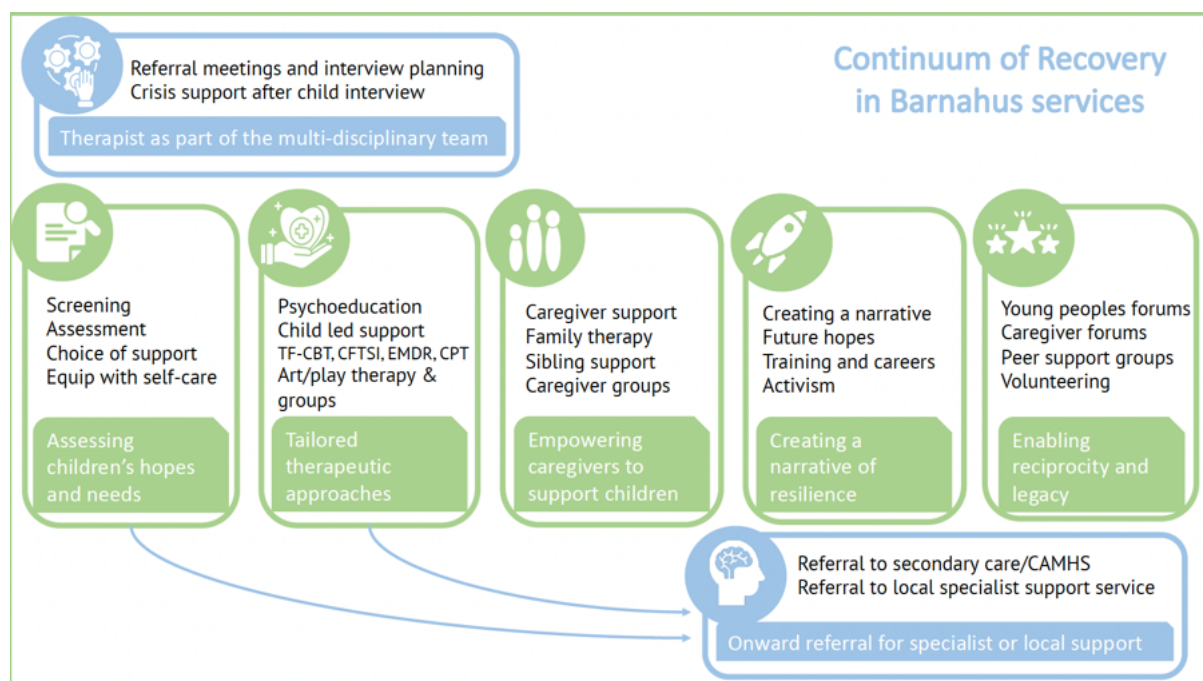 Continuum of Recovery
in Barnahus services
Referral meetings and interview planning
Crisis support after child interview
Therapist as part of the multi-disciplinary team
Screening
Assessment
Choice of support
Equip with self-care
Assessing
children's hopes
and needs
Psychoeducation
Child led support
TF-CBT, CFTSI, EMDR, CPT
Art/play therapy &
groups
Tailored
therapeutic
approaches
Caregiver support
Family therapy
Sibling support
Caregiver groups
Empowering
caregivers to
support children
Creating a narrative
Future hopes
Training and careers
Activism
Creating a
narrative of
resilience
Young peoples forums
Caregiver forums
Peer support groups
Volunteering
Enabling
reciprocity and
legacy
Referral to secondary care/CAMHS
Referral to local specialist support service
Onward referral for specialist or local support